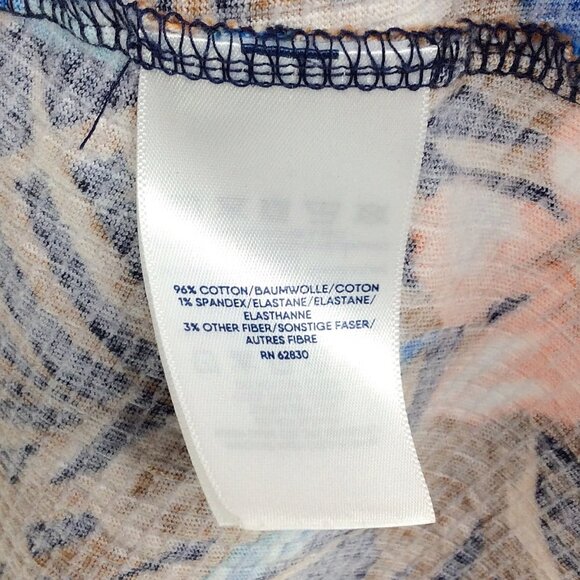 96% COTTON/BAUMWOLLE/COTON
1% SPANDEX/ELASTANE/ELASTANE/
ELASTHANNE
3% OTHER FIBER/SONSTIGE FASER/
AUTRES FIBRE
RN 62830